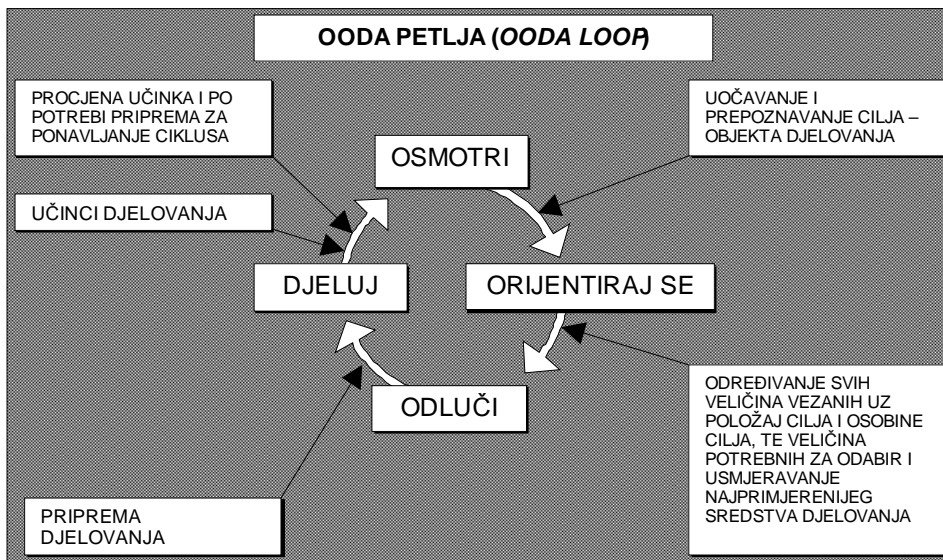 OODA PETLJA (OODA LOOP)
PROCJENA UČINKA I PO
POTREBI PRIPREMA ZA
PONAVLJANJE CIKLUSA
UOČAVANJE I
PREPOZNAVANJE CILJA –
OBJEKTA DJELOVANJA
OSMOTRI
UČINCI DJELOVANJA
DJELUJ
ORIJENTIRAJ SE
ODLUČI
ODREĐIVANJE SVIH
VELIČINA VEZANIH UZ
POLOŽAJ CILJA I OSOBINE
CILJA, TE VELIČINA
POTREBNIH ZA ODABIR I
USMJERAVANJE
NAJPRIMJERENIJEG
SREDSTVA DJELOVANJA
PRIPREMA
DJELOVANJA